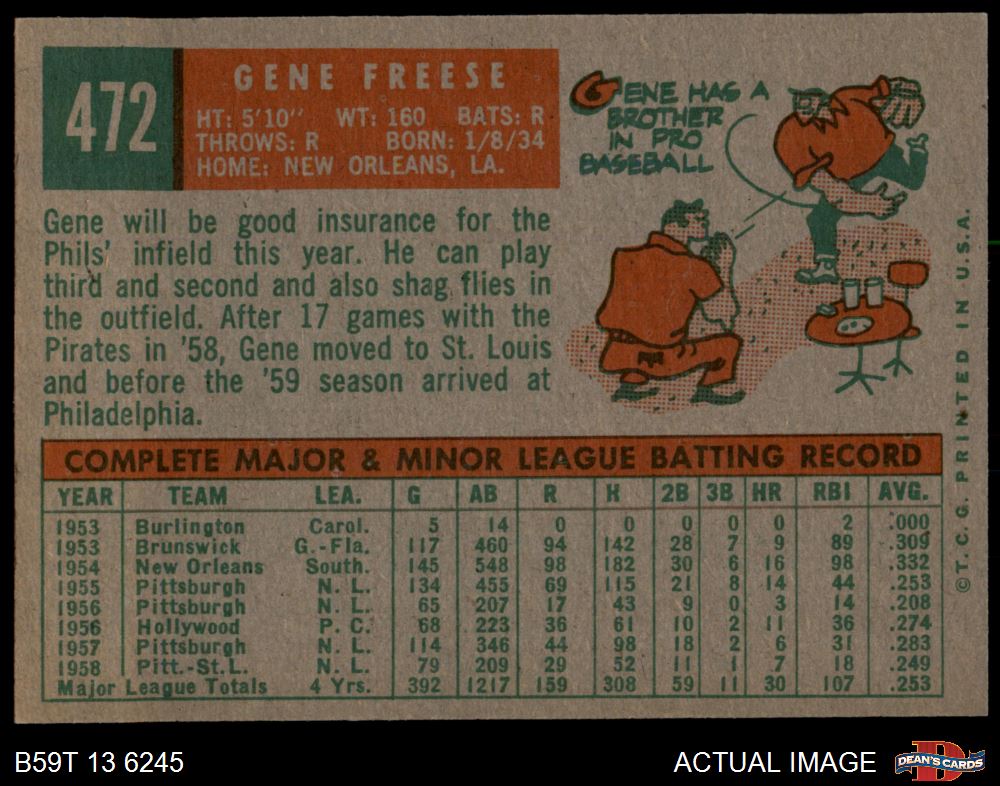 472
GENE FREESE
HT: 5'10" WT: 160 BATS: R
THROWS: R BORN: 1/8/34
HOME: NEW ORLEANS, LA.
GENE HAS A
BROTHER
IN PRO
BASEBALL
Gene will be good insurance for the
Phils' infield this year. He can play
third and second and also shag flies in
the outfield. After 17 games with the
Pirates in '58, Gene moved to St. Louis
and before the '59 season arrived at
Philadelphia.
COMPLETE MAJOR & MINOR LEAGUE BATTING RECORD
YEAR TEAM LEA. G AB R H 2B 3B HR RBI AVG.
1953 Burlington Carol. 5 14 0 0 0 0 0 2 .000
1953 Brunswick G.-Fla. 117 460 94 142 28 7 9 89 .309
1954 New Orleans South. 145 548 98 182 30 6 16 98 .332
1955 Pittsburgh N. L. 134 455 69 115 21 8 14 44 .253
1956 Pittsburgh N. L. 65 207 17 43 9 0 3 14 .208
1956 Hollywood P. C. 68 223 36 61 10 2 11 36 .274
1957 Pittsburgh N. L. 114 346 44 98 18 2 6 31 .283
1958 Pitt.-St.L. N. L. 79 209 29 52 11 1 7 18 .249
Major League Totals 4 Yrs. 392 1217 159 308 59 11 30 107 .253
©T.C.G. PRINTED IN U.S.A.
B59T 13 6245
ACTUAL IMAGE
D
DEAN'S CARDS